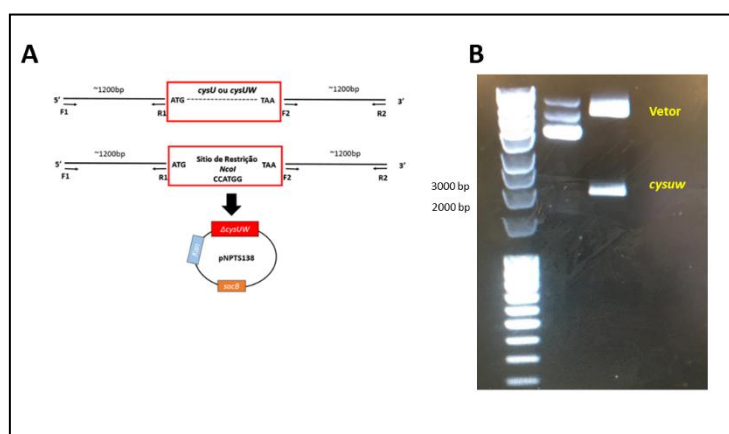 A
~1200bp cysU ou cysUW ~1200bp
5' ATG TAA 3'
F1 R1 F2 R2
~1200bp ~1200bp
5' ATG Sítio de Restrição TAA 3'
NcoI
CCATGG
F1 R1 F2 R2
ΔcysUW
pNPTS138
sacB
B
Vetor
3000 bp
cysuw
2000 bp